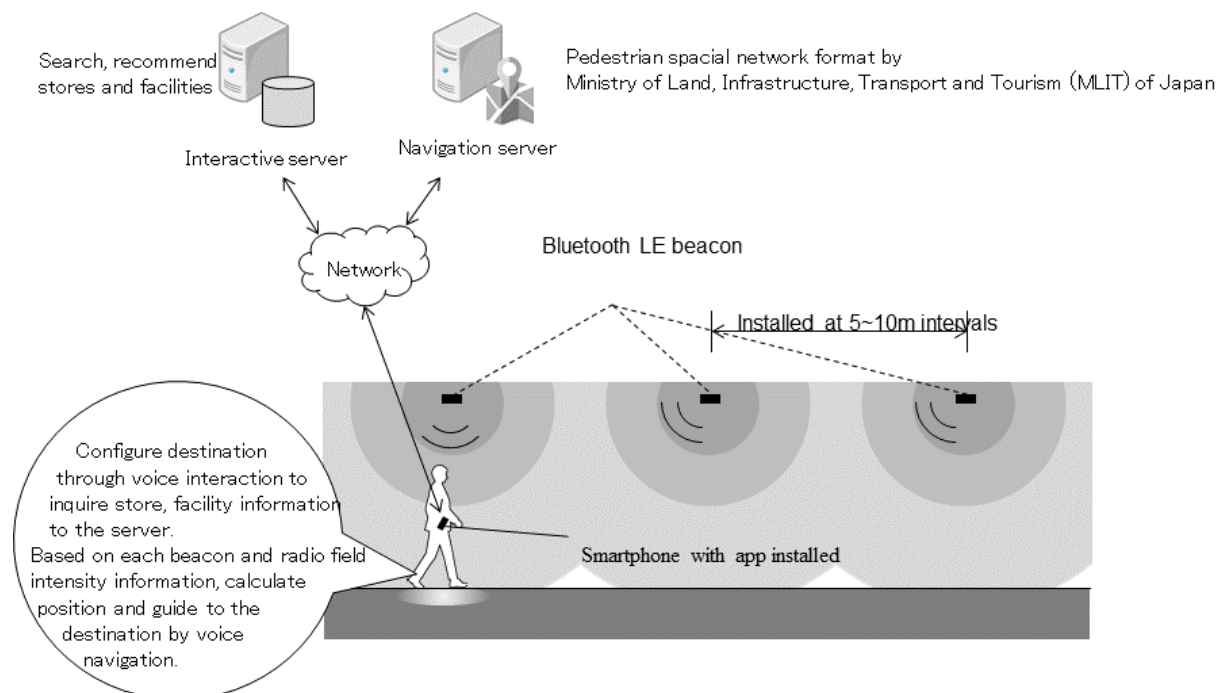 Search, recommend
stores and facilities
Interactive server
Navigation server
Pedestrian spacial network format by
Ministry of Land, Infrastructure, Transport and Tourism (MLIT) of Japan
Network
Bluetooth LE beacon
Installed at 5~10m intervals
Configure destination
through voice interaction to
inquire store, facility information
to the server.
Based on each beacon and radio field
intensity information, calculate
position and guide to the
destination by voice
navigation.
Smartphone with app installed